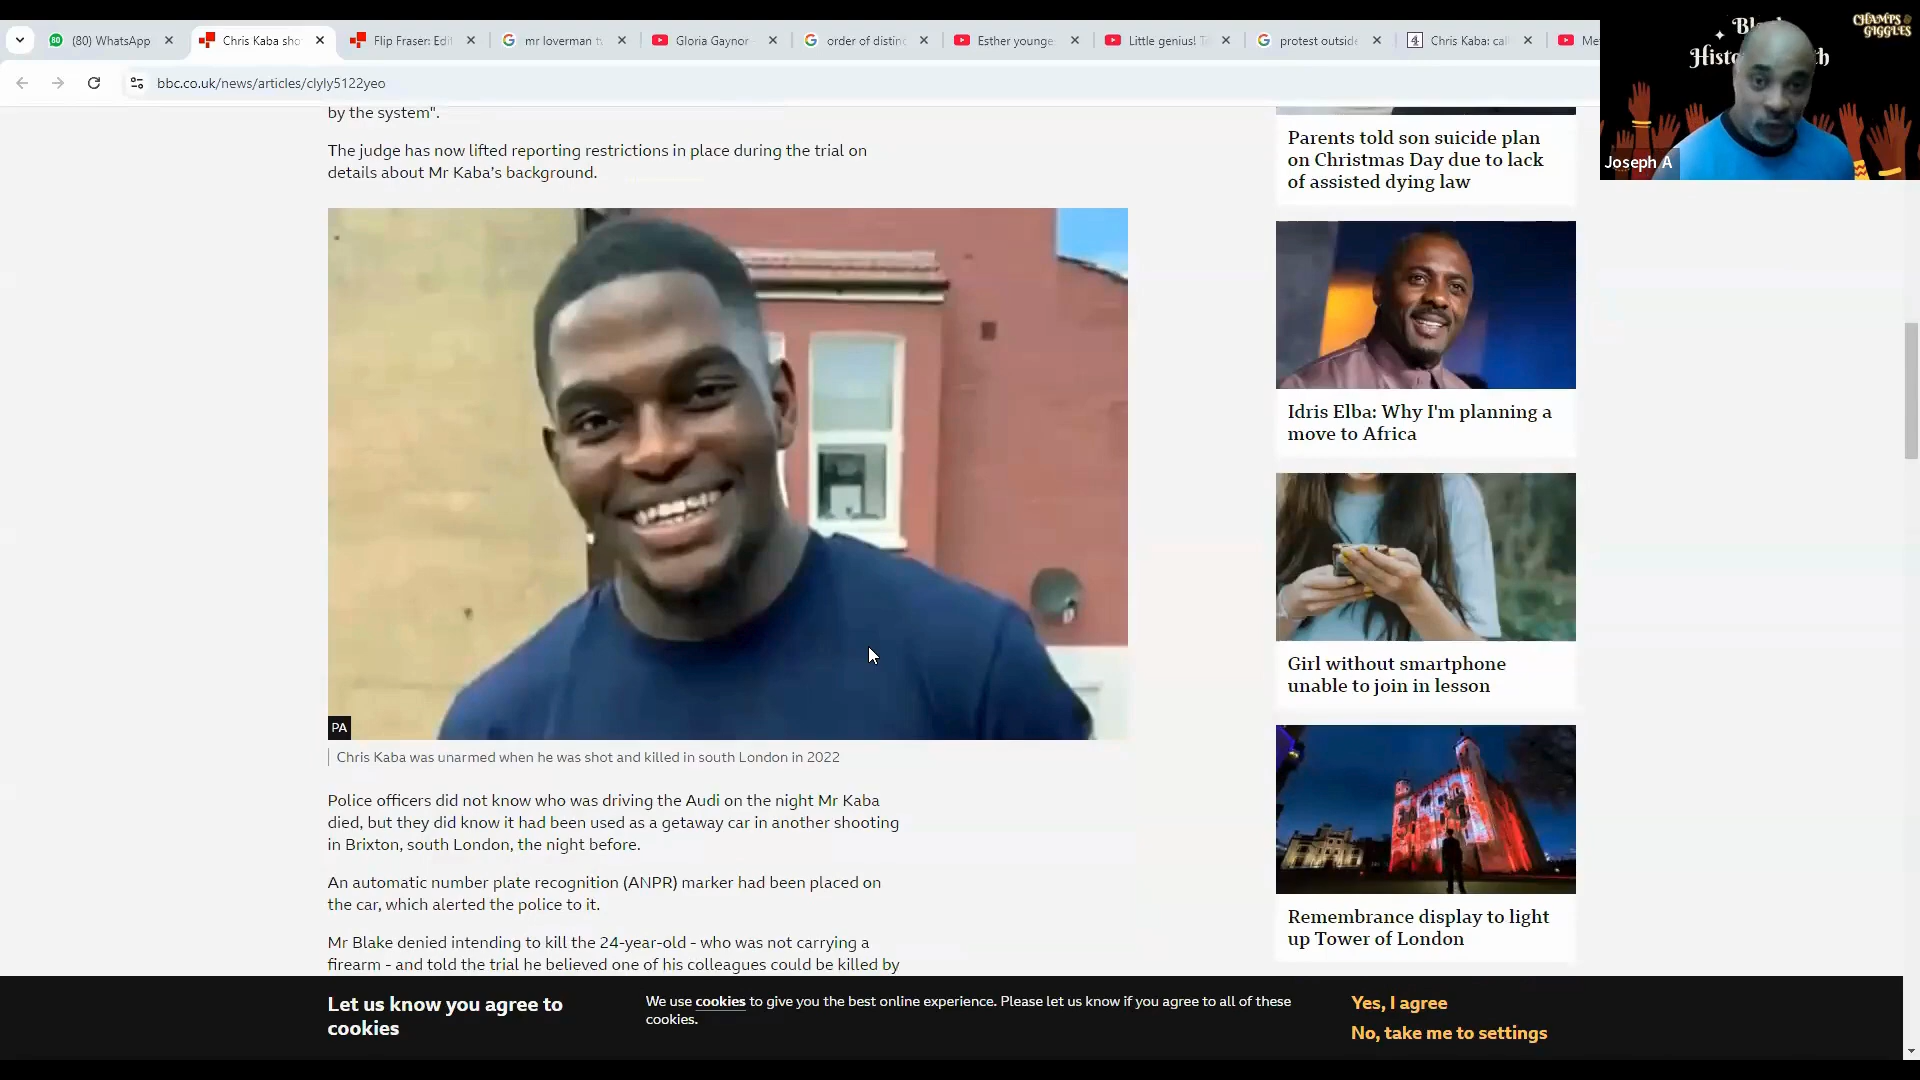 (80) WhatsApp
Chris Kaba sho
Flip Fraser: Edit
mr loverman
Gloria Gaynor
order of distinc
Esther younge
Little genius!
protest outside
Chris Kaba: cal
bbc.co.uk/news/articles/clyly5122yeo
CHAMPS &
GIGGLES
Joseph A
by the system".
The judge has now lifted reporting restrictions in place during the trial on
details about Mr Kaba's background.
PA
Chris Kaba was unarmed when he was shot and killed in south London in 2022
Police officers did not know who was driving the Audi on the night Mr Kaba
died, but they did know it had been used as a getaway car in another shooting
in Brixton, south London, the night before.
An automatic number plate recognition (ANPR) marker had been placed on
the car, which alerted the police to it.
Mr Blake denied intending to kill the 24-year-old - who was not carrying a
firearm - and told the trial he believed one of his colleagues could be killed by
Parents told son suicide plan
on Christmas Day due to lack
of assisted dying law
Idris Elba: Why I'm planning a
move to Africa
Girl without smartphone
unable to join in lesson
Remembrance display to light
up Tower of London
Let us know you agree to
cookies
We use cookies to give you the best online experience. Please let us know if you agree to all of these
cookies.
Yes, I agree
No, take me to settings